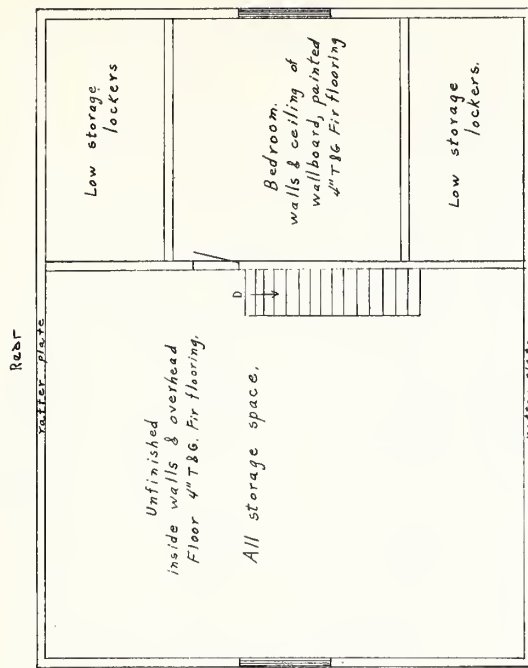 Rear
rafter plate
Low storage
lockers
Bedroom.
walls & ceiling of
wallboard, painted
4" T&G Fir flooring
Low storage
lockers.
D
Unfinished
inside walls & overhead
Floor 4" T&G. Fir flooring.
All storage space.